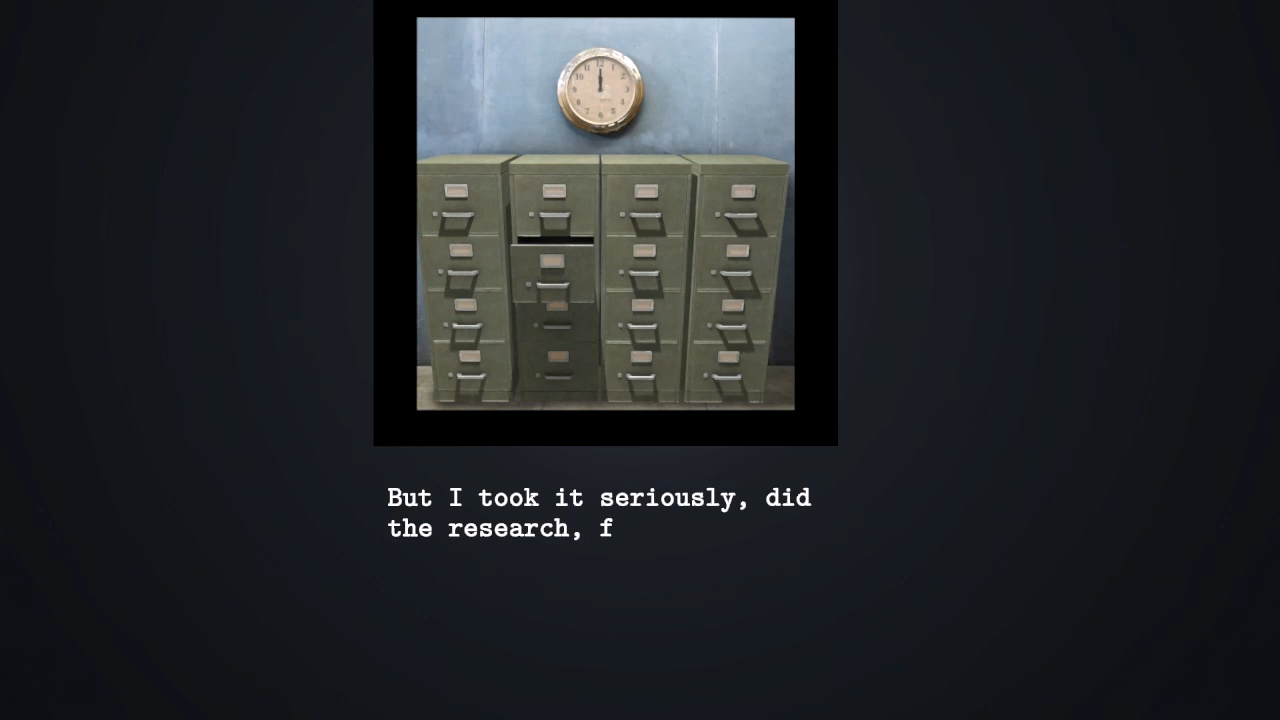 But I took it seriously, did
the research, f